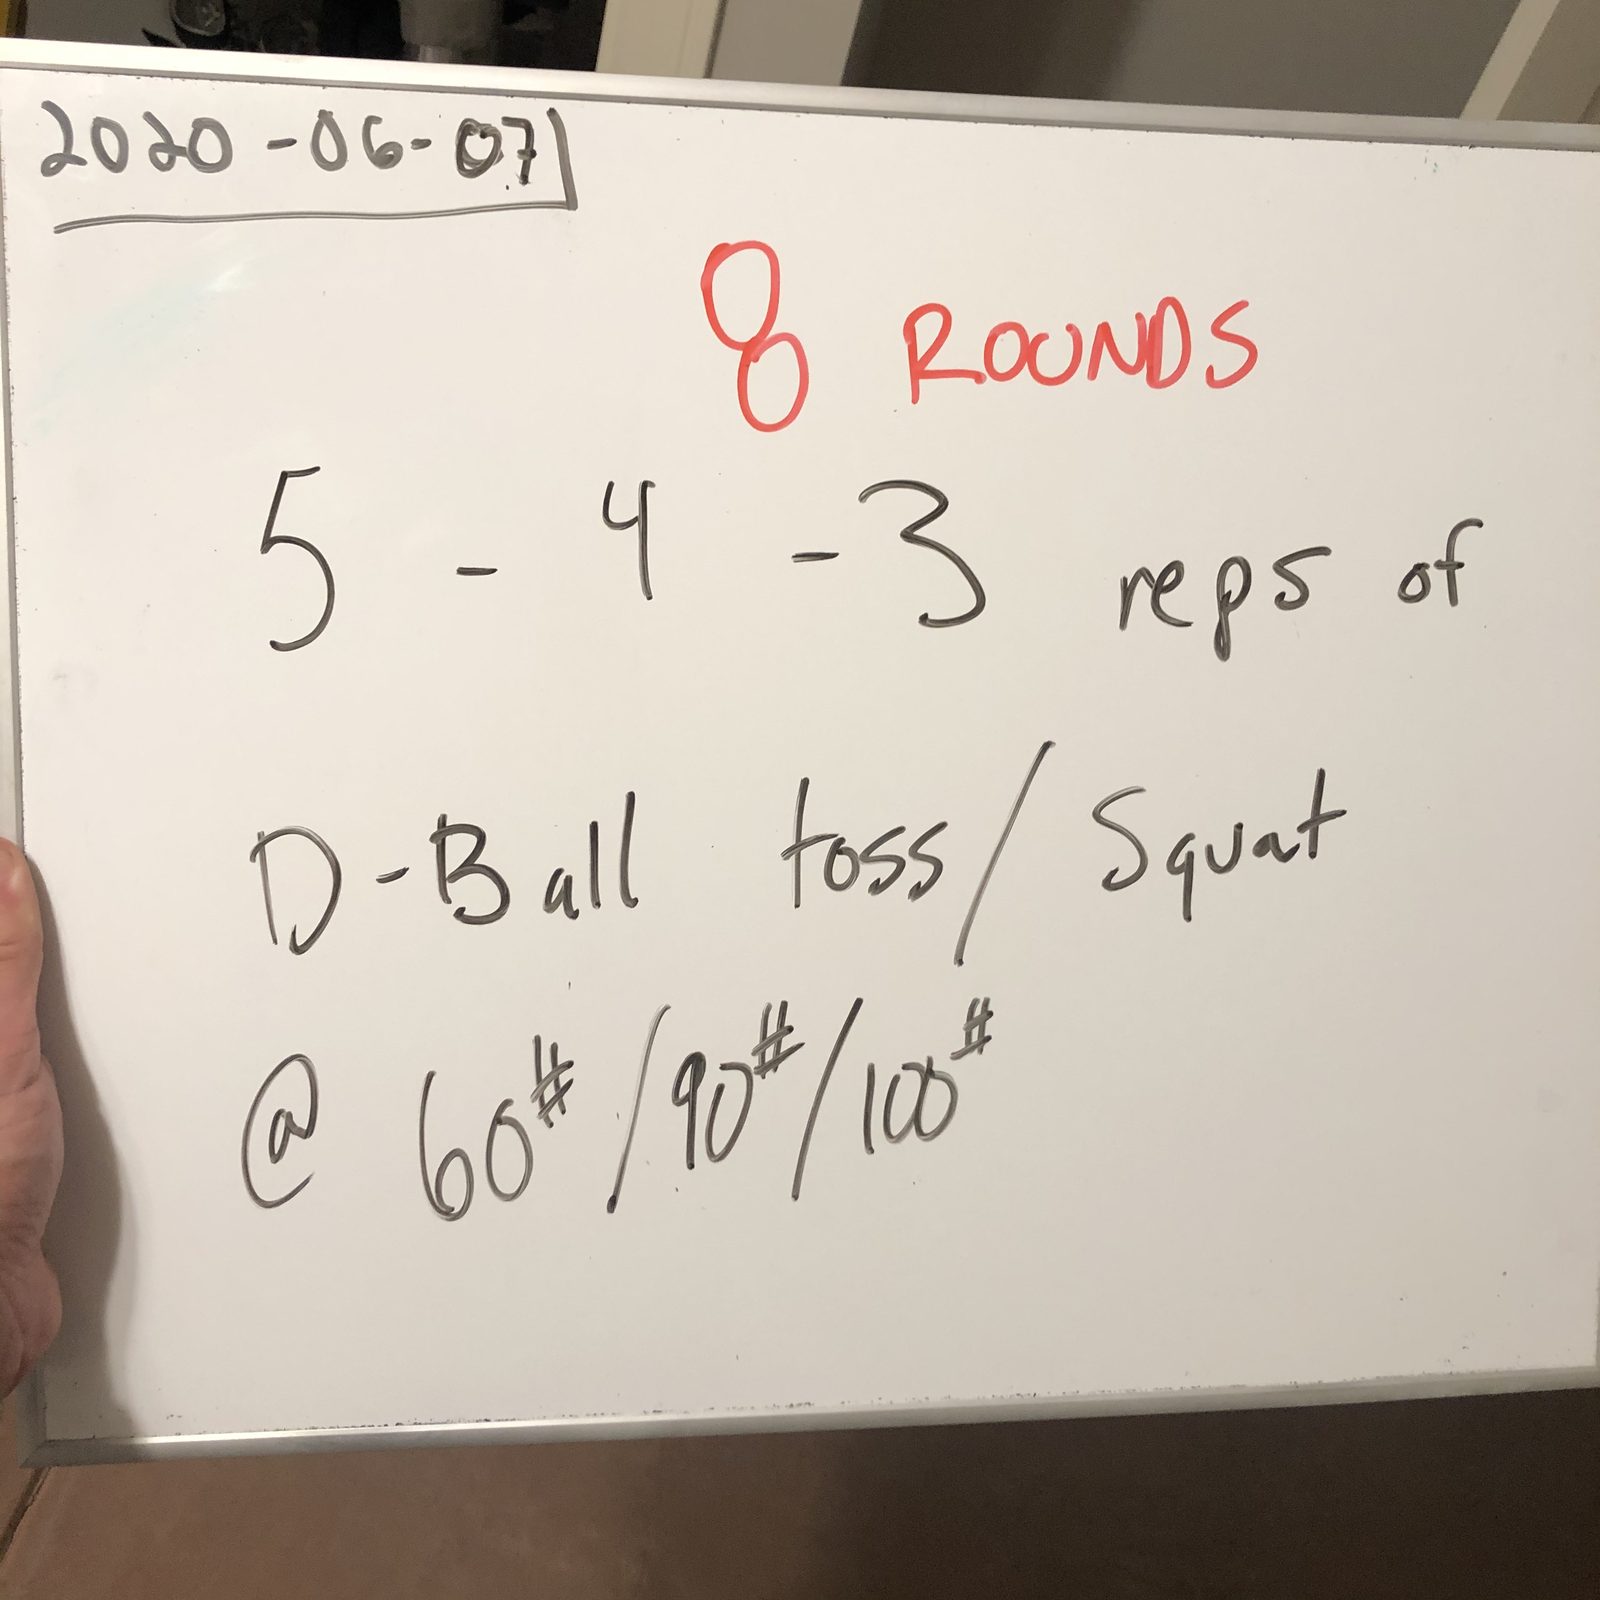 2020-06-07
8 ROUNDS
5 - 4 - 3 reps of
D-Ball toss/Squat
@ 60#/90#/100#